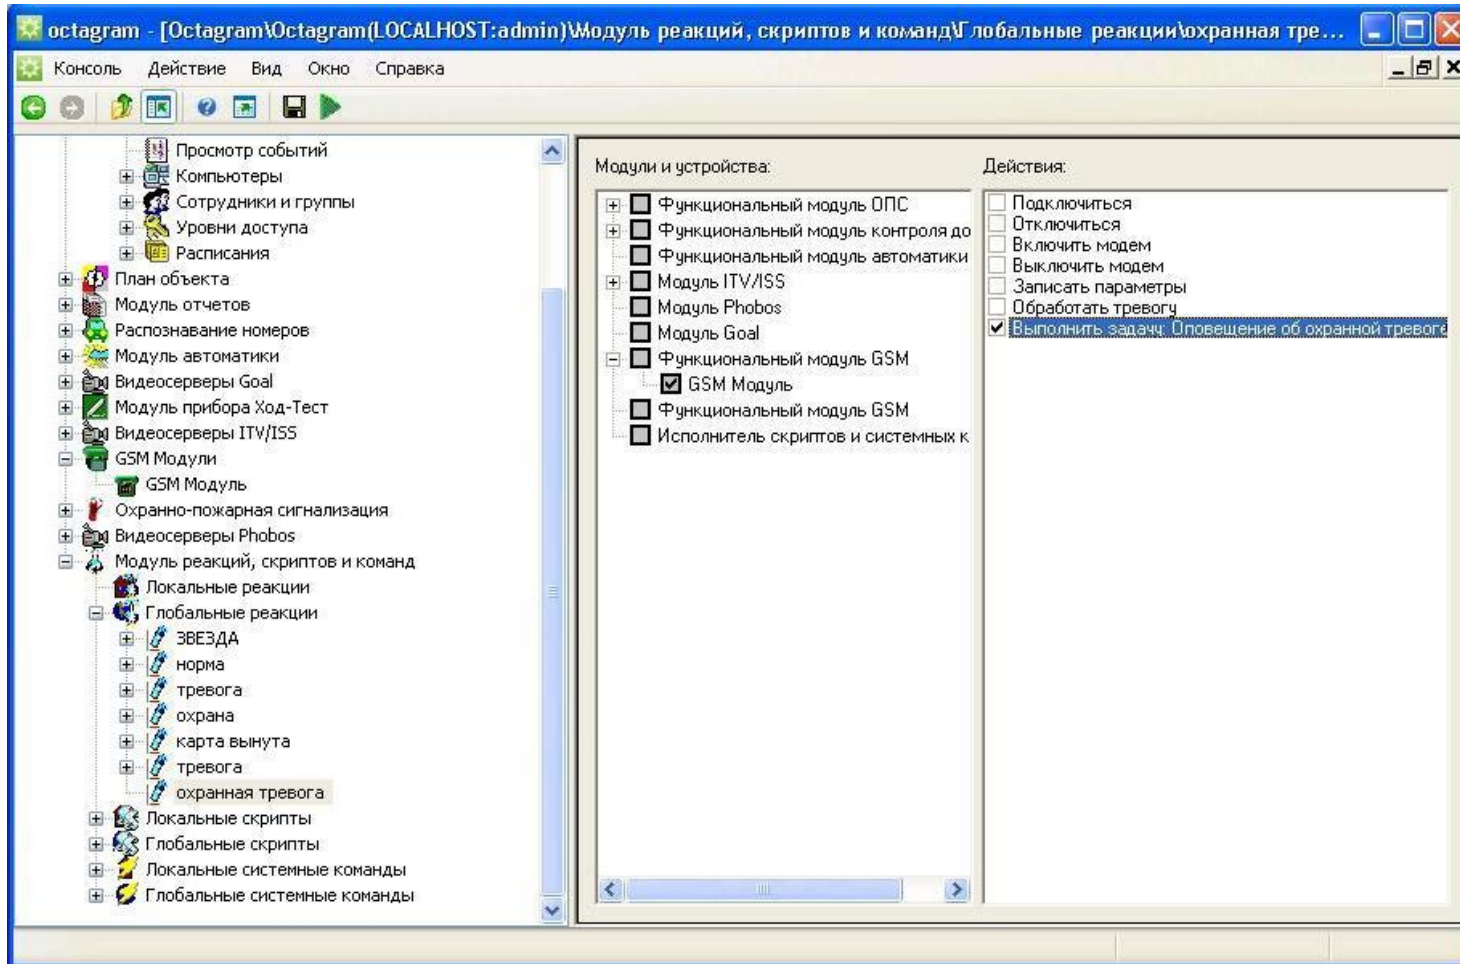 octagram - [Octagram\Octagram(LOCALHOST:admin)\Модуль реакций, скриптов и команд\Глобальные реакции\охранная тре...
Консоль Действие Вид Окно Справка
Просмотр событий
Компьютеры
Сотрудники и группы
Уровни доступа
Расписания
План объекта
Модуль отчетов
Распознавание номеров
Модуль автоматики
Видеосерверы Goal
Модуль прибора Ход-Тест
Видеосерверы ITV/ISS
GSM Модули
GSM Модуль
Охранно-пожарная сигнализация
Видеосерверы Phobos
Модуль реакций, скриптов и команд
Локальные реакции
Глобальные реакции
ЗВЕЗДА
норма
тревога
охрана
карта вынута
тревога
охранная тревога
Локальные скрипты
Глобальные скрипты
Локальные системные команды
Глобальные системные команды
Модули и устройства:
Функциональный модуль ОПС
Функциональный модуль контроля до
Функциональный модуль автоматики
Модуль ITV/ISS
Модуль Phobos
Модуль Goal
Функциональный модуль GSM
GSM Модуль
Функциональный модуль GSM
Исполнитель скриптов и системных к
Действия:
Подключиться
Отключиться
Включить модем
Выключить модем
Записать параметры
Обработать тревогу
Выполнить задачу: Оповещение об охранной тревоге